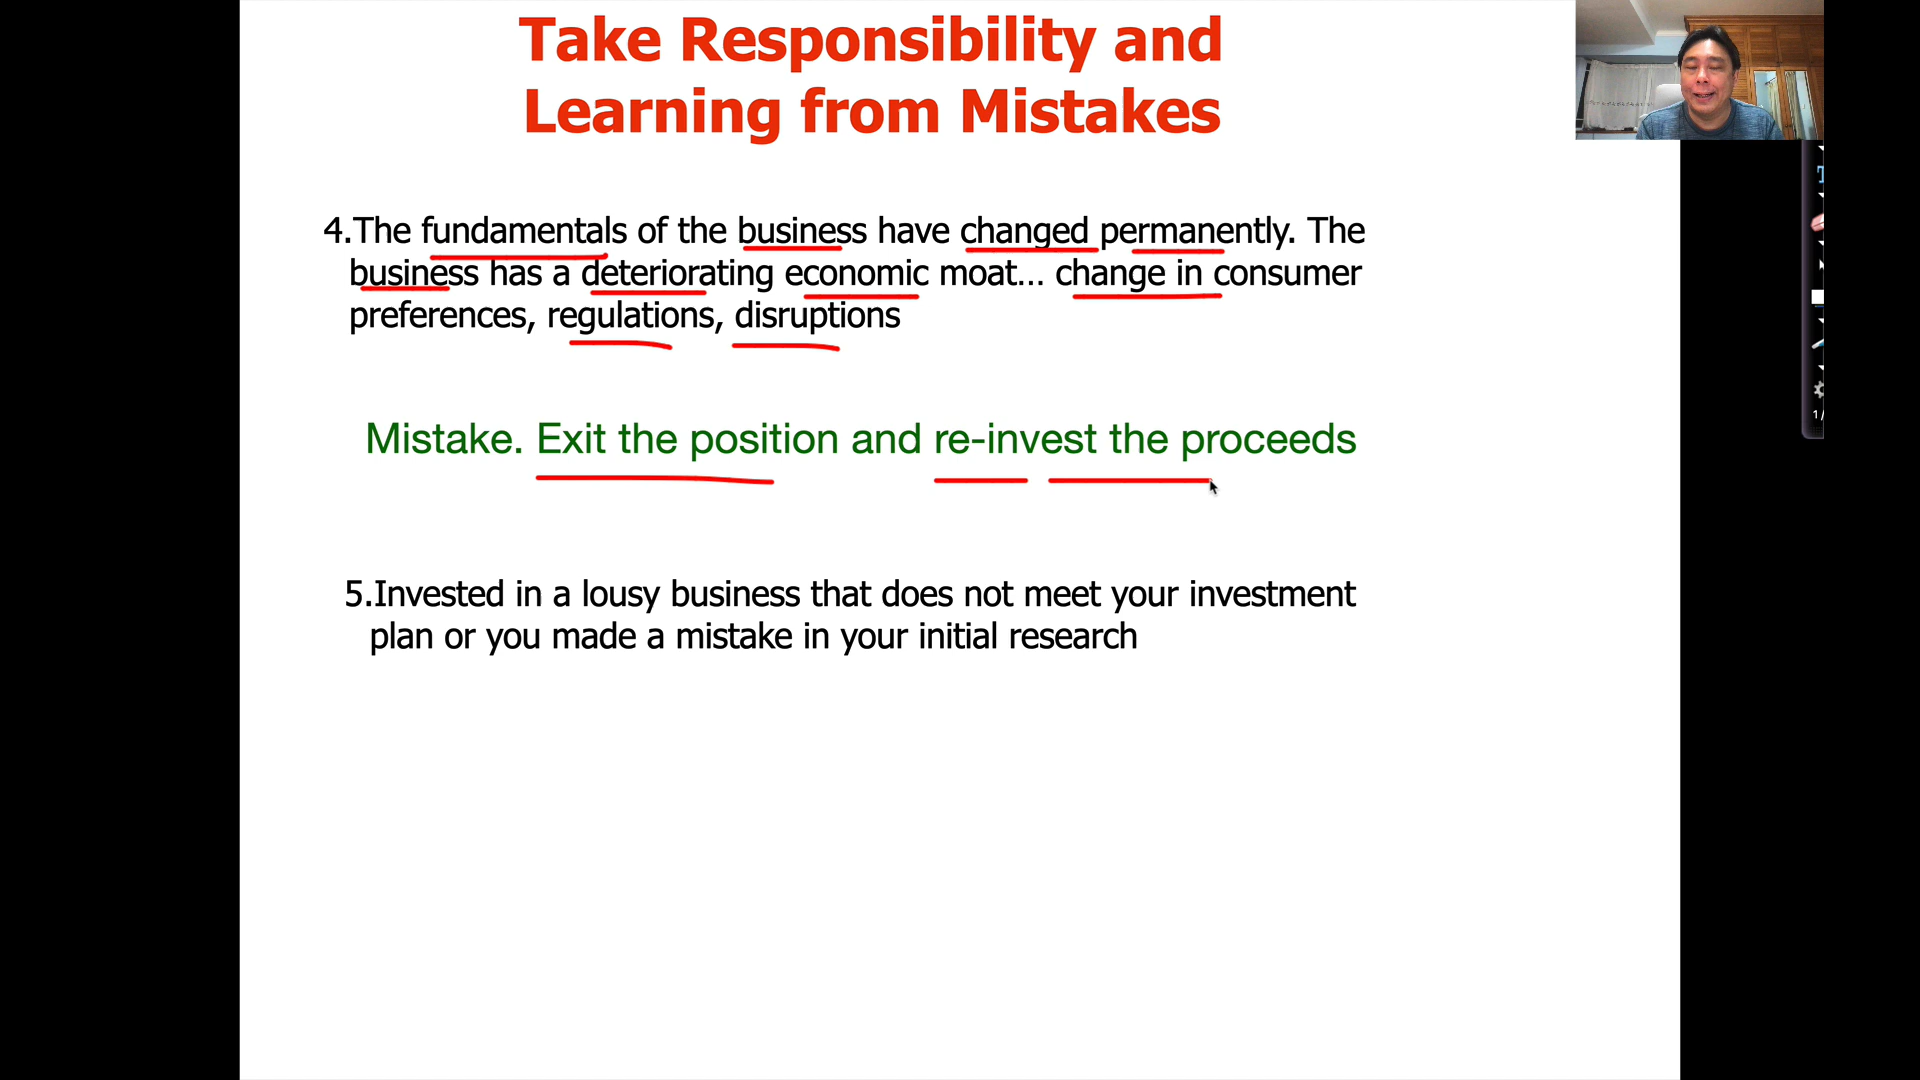 Take Responsibility and
Learning from Mistakes
4.The fundamentals of the business have changed permanently. The
business has a deteriorating economic moat... change in consumer
preferences, regulations, disruptions
Mistake. Exit the position and re-invest the proceeds
5.Invested in a lousy business that does not meet your investment
plan or you made a mistake in your initial research